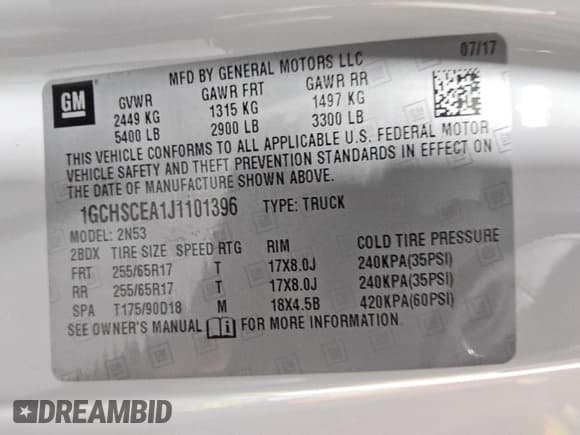 07/17
MFD BY GENERAL MOTORS LLC
GM
GVWR GAWR FRT GAWR RR
2449 KG 1315 KG 1497 KG
5400 LB 2900 LB 3300 LB
THIS VEHICLE CONFORMS TO ALL APPLICABLE U.S. FEDERAL MOTOR
VEHICLE SAFETY AND THEFT PREVENTION STANDARDS IN EFFECT ON
THE DATE OF MANUFACTURE SHOWN ABOVE.
1GCHSCEA1J1101396 TYPE: TRUCK
MODEL: 2N53
2BDX TIRE SIZE SPEED RTG RIM COLD TIRE PRESSURE
FRT 255/65R17 T 17X8.0J 240KPA(35PSI)
RR 255/65R17 T 17X8.0J 240KPA(35PSI)
SPA T175/90D18 M 18X4.5B 420KPA(60PSI)
SEE OWNER'S MANUAL FOR MORE INFORMATION.
DREAMBID